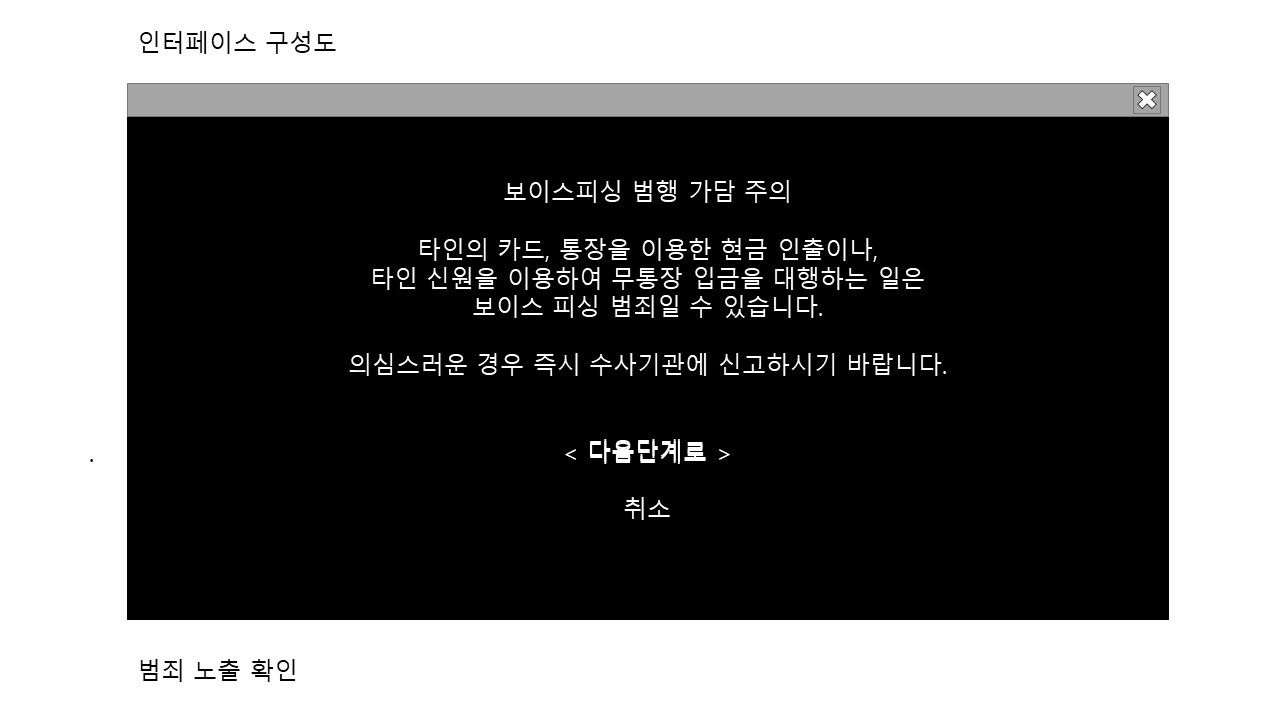 인터페이스 구성도
보이스피싱 범행 가담 주의
타인의 카드, 통장을 이용한 현금 인출이나,
타인 신원을 이용하여 무통장 입금을 대행하는 일은
보이스 피싱 범죄일 수 있습니다.
의심스러운 경우 즉시 수사기관에 신고하시기 바랍니다.
< 다음단계로 >
.
취소
범죄 노출 확인